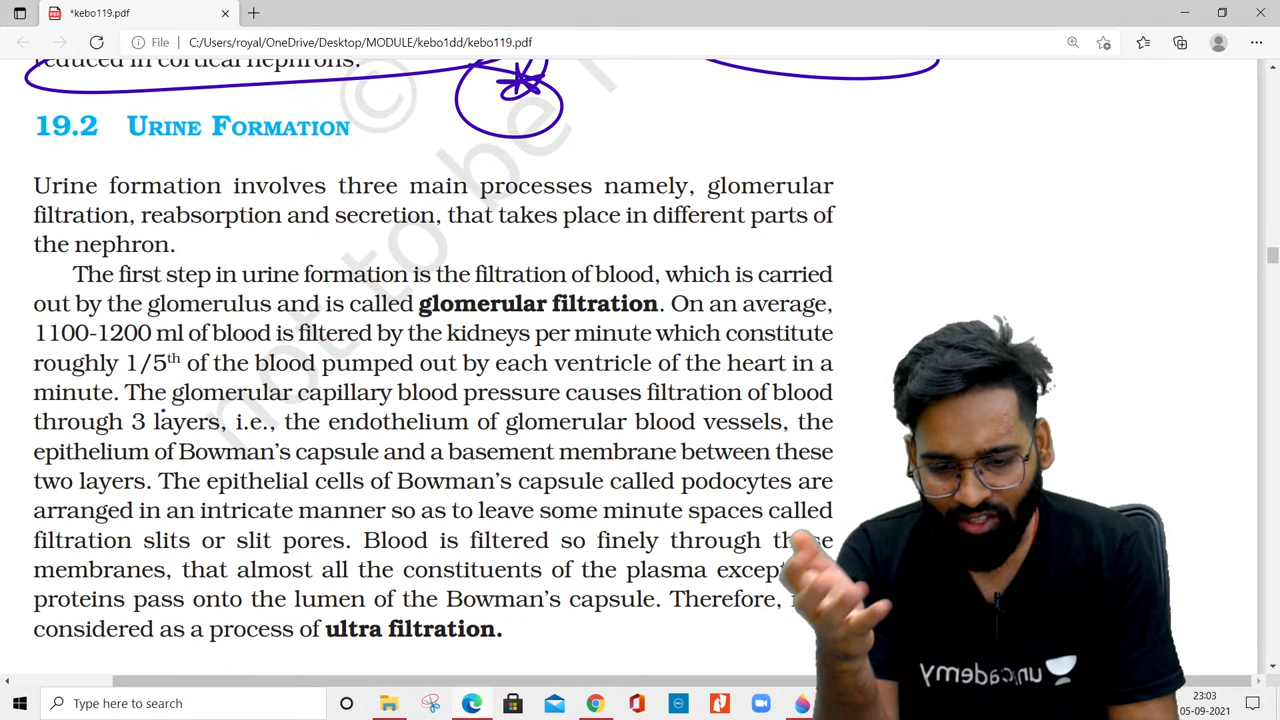 *kebo119.pdf
File C:/Users/royal/OneDrive/Desktop/MODULE/kebo1dd/kebo119.pdf
reduced in cortical nephrons.
©
not to be
19.2 URINE FORMATION
Urine formation involves three main processes namely, glomerular
filtration, reabsorption and secretion, that takes place in different parts of
the nephron.
The first step in urine formation is the filtration of blood, which is carried
out by the glomerulus and is called glomerular filtration. On an average,
1100-1200 ml of blood is filtered by the kidneys per minute which constitute
roughly 1/5th of the blood pumped out by each ventricle of the heart in a
minute. The glomerular capillary blood pressure causes filtration of blood
through 3 layers, i.e., the endothelium of glomerular blood vessels, the
epithelium of Bowman's capsule and a basement membrane between these
two layers. The epithelial cells of Bowman's capsule called podocytes are
arranged in an intricate manner so as to leave some minute spaces called
filtration slits or slit pores. Blood is filtered so finely through these
membranes, that almost all the constituents of the plasma except
proteins pass onto the lumen of the Bowman's capsule. Therefore,
considered as a process of ultra filtration.
unacademy
Type here to search
23:03
05-09-2021